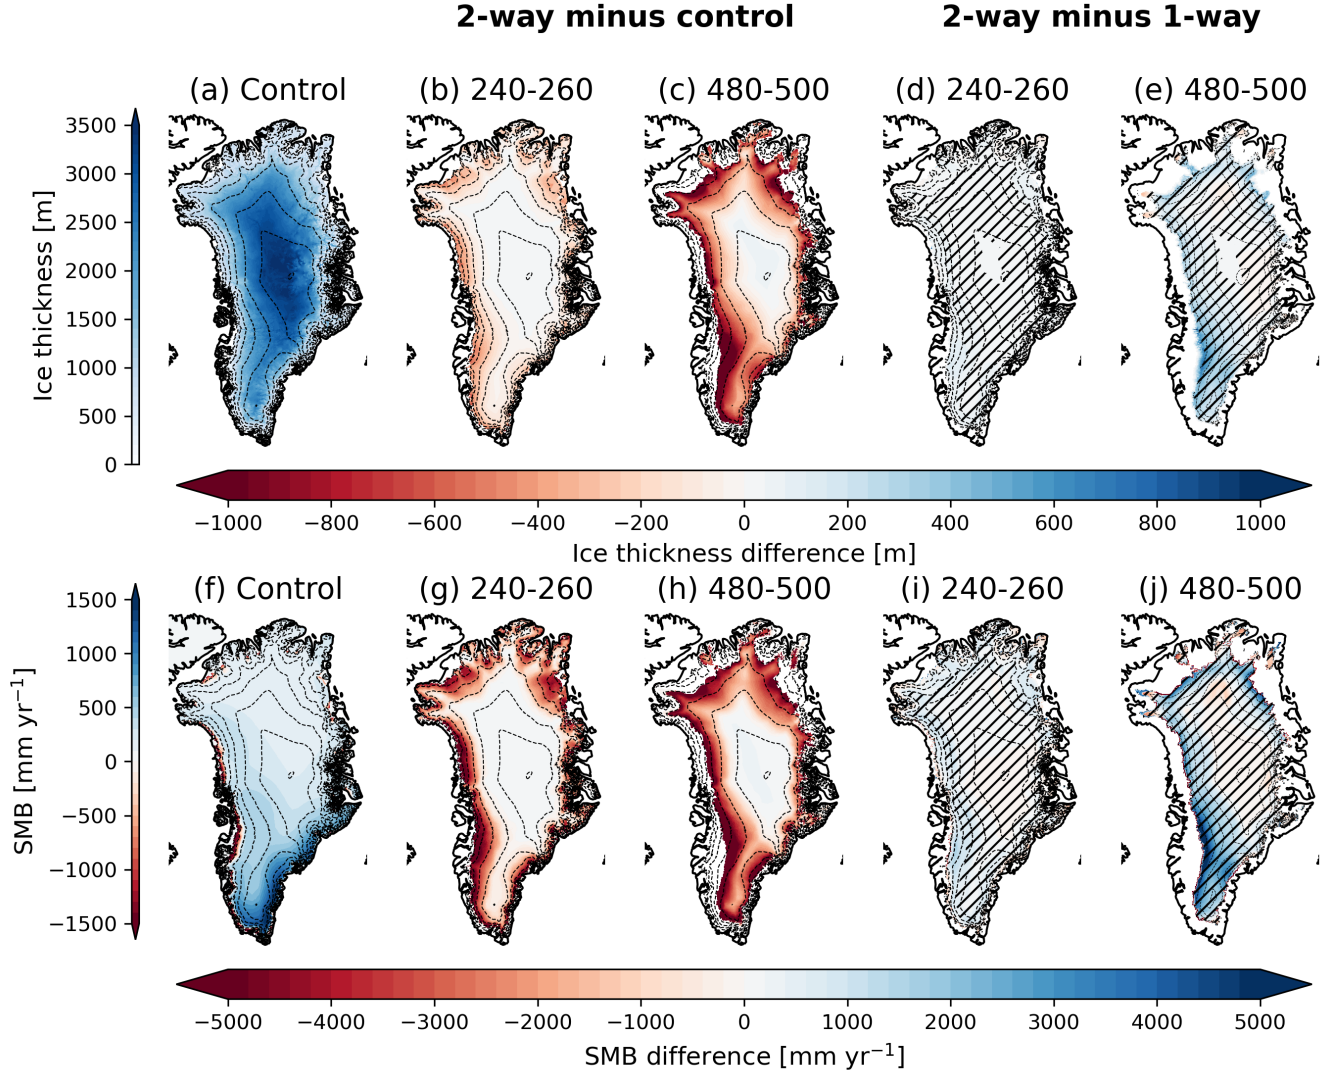 2-way minus control 2-way minus 1-way
(a) Control (b) 240-260 (c) 480-500 (d) 240-260 (e) 480-500
Ice thickness [m]
3500
3000
2500
2000
1500
1000
500
0
−1000 −800 −600 −400 −200 0 200 400 600 800 1000
Ice thickness difference [m]
(f) Control (g) 240-260 (h) 480-500 (i) 240-260 (j) 480-500
SMB [mm yr⁻¹]
1500
1000
500
0
−500
−1000
−1500
−5000 −4000 −3000 −2000 −1000 0 1000 2000 3000 4000 5000
SMB difference [mm yr⁻¹]